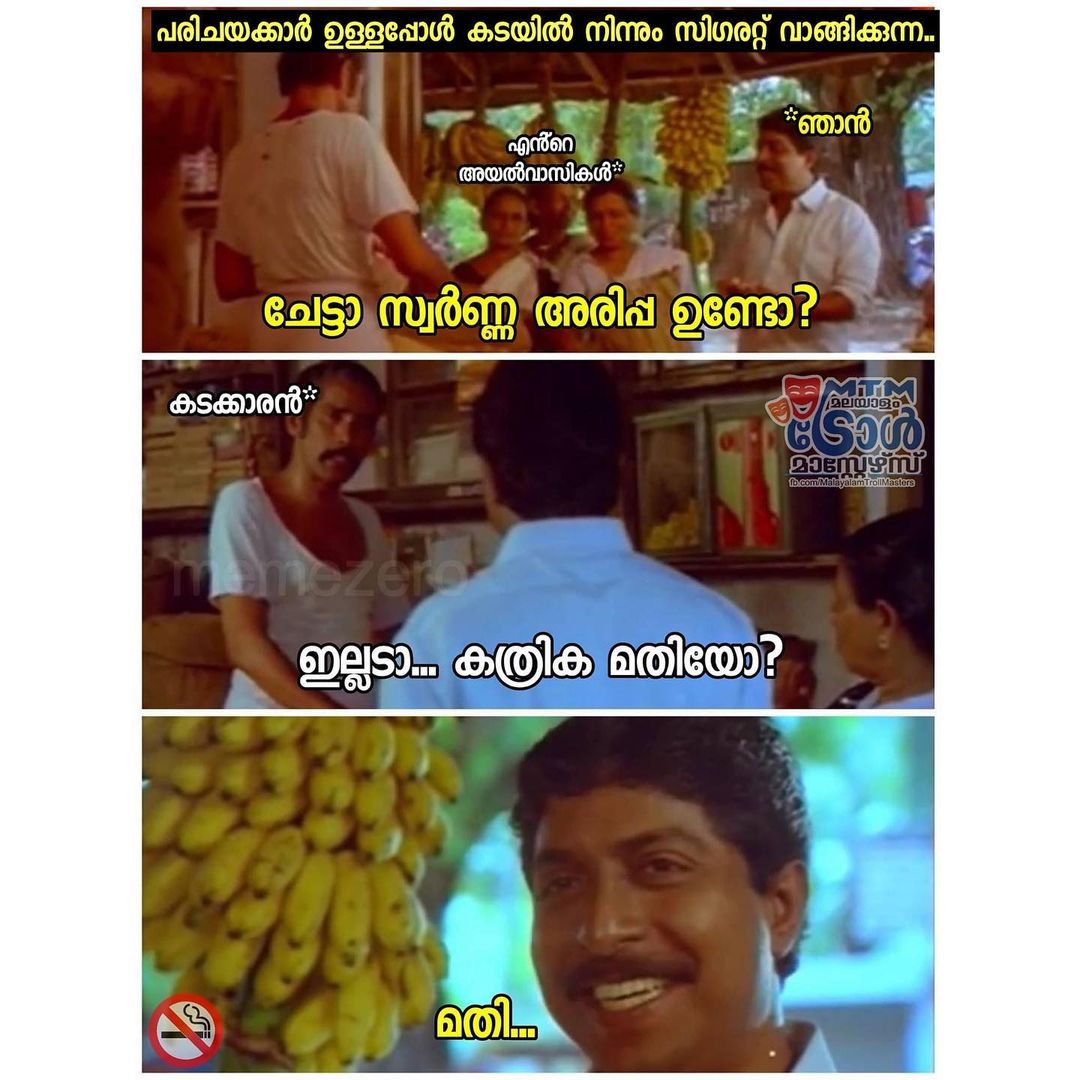 പരിചയക്കാർ ഉള്ളപ്പോൾ കടയിൽ നിന്നും സിഗരറ്റ് വാങ്ങിക്കുന്ന..
*ഞാൻ
എൻ്റെ
അയൽവാസികൾ*
ചേട്ടാ സ്വർണ്ണ അരിപ്പ ഉണ്ടോ?
കടക്കാരൻ*
MTM
മലയാളം
ട്രോൾ
മാസ്റ്റേഴ്സ്
fb.com/MalayalamTrollMasters
memezero
ഇല്ലടാ... കത്രിക മതിയോ?
മതി...